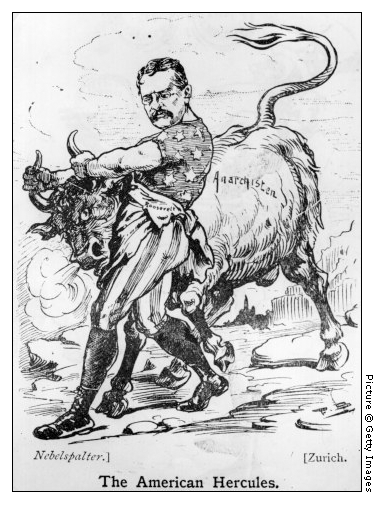 Anarchisten
Roosevelt
Nebelspalter.]
[Zurich.
The American Hercules.
Picture © Getty Images